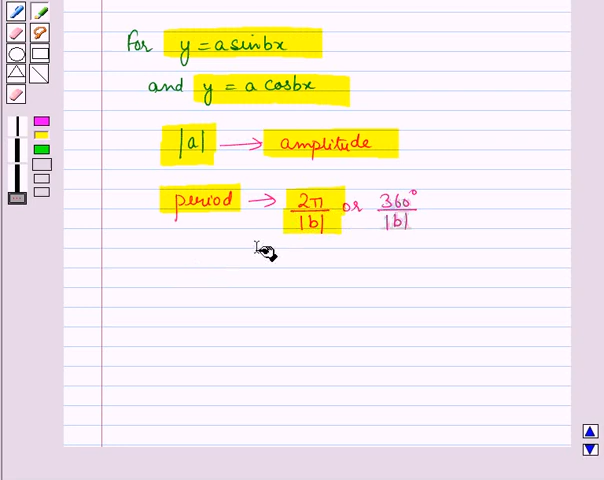 For y = a sin bx
and y = a cos bx
|a| → amplitude
period → 2π/|b| or 360°/|b|